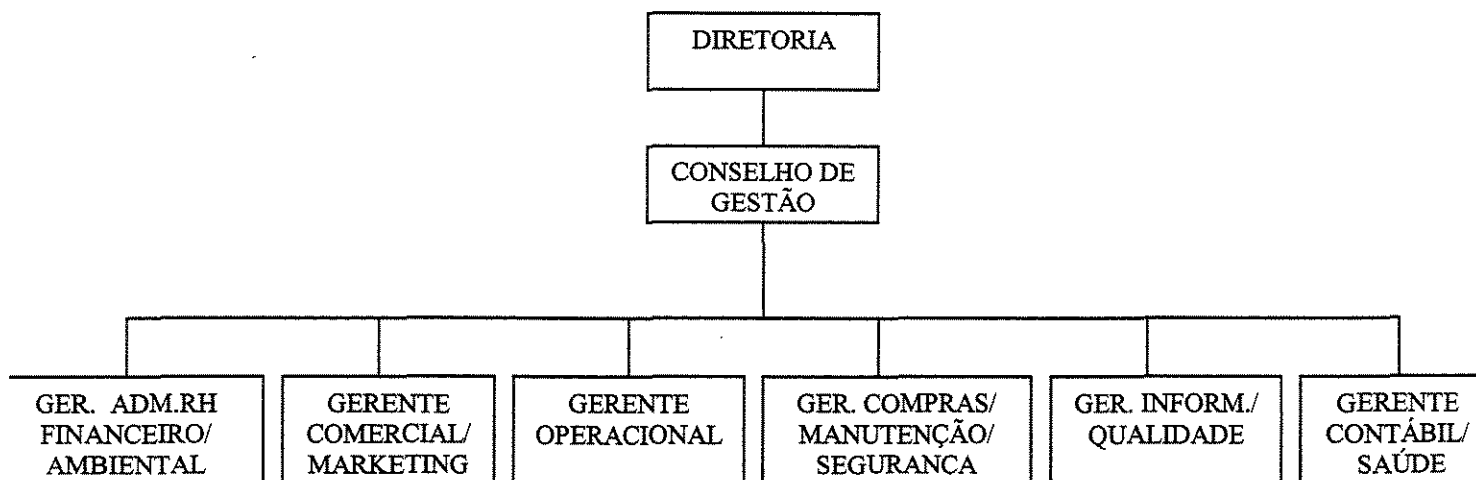 DIRETORIA
CONSELHO DE
GESTÃO
GER. ADM.RH
FINANCEIRO/
AMBIENTAL
GERENTE
COMERCIAL/
MARKETING
GERENTE
OPERACIONAL
GER. COMPRAS/
MANUTENÇÃO/
SEGURANCA
GER. INFORM./
QUALIDADE
GERENTE
CONTÁBIL/
SAÚDE